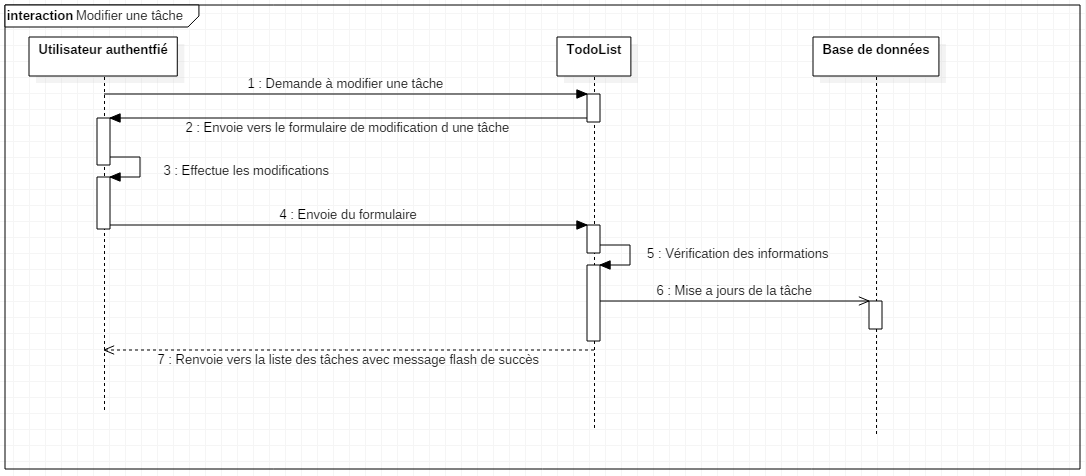 interaction Modifier une tâche
Utilisateur authentfié
TodoList
Base de données
1 : Demande à modifier une tâche
2 : Envoie vers le formulaire de modification d une tâche
3 : Effectue les modifications
4 : Envoie du formulaire
5 : Vérification des informations
6 : Mise a jours de la tâche
7 : Renvoie vers la liste des tâches avec message flash de succès